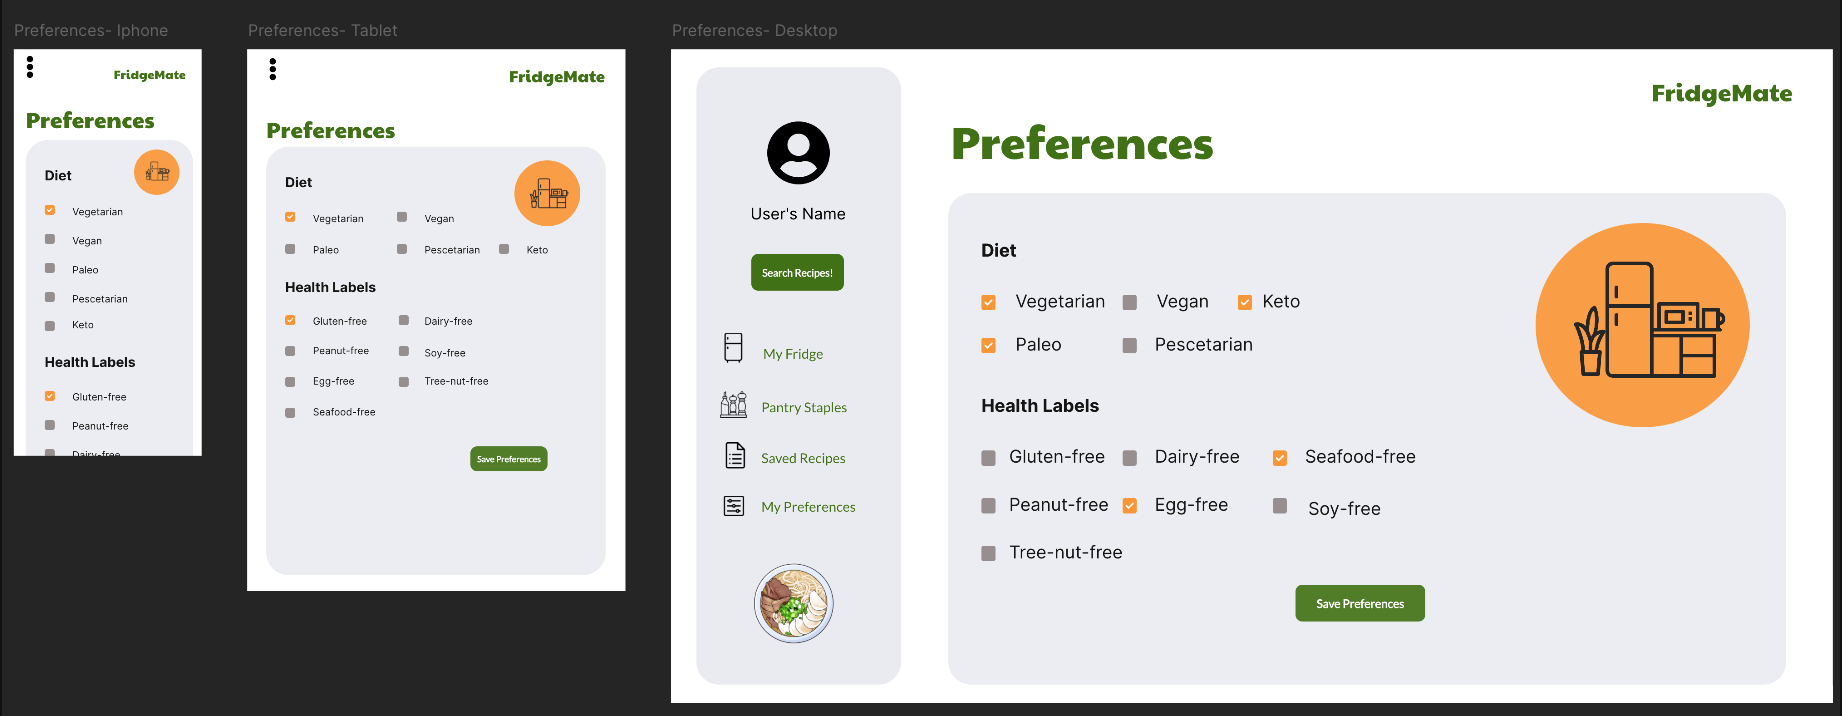 Preferences- Iphone
FridgeMate
Preferences
Diet
Vegetarian
Vegan
Paleo
Pescetarian
Keto
Health Labels
Gluten-free
Peanut-free
Dairy-free
Preferences- Tablet
FridgeMate
Preferences
Diet
Vegetarian Vegan
Paleo Pescetarian Keto
Health Labels
Gluten-free Dairy-free
Peanut-free Soy-free
Egg-free Tree-nut-free
Seafood-free
Save Preferences
Preferences- Desktop
User's Name
Search Recipes!
My Fridge
Pantry Staples
Saved Recipes
My Preferences
FridgeMate
Preferences
Diet
Vegetarian Vegan Keto
Paleo Pescetarian
Health Labels
Gluten-free Dairy-free Seafood-free
Peanut-free Egg-free Soy-free
Tree-nut-free
Save Preferences